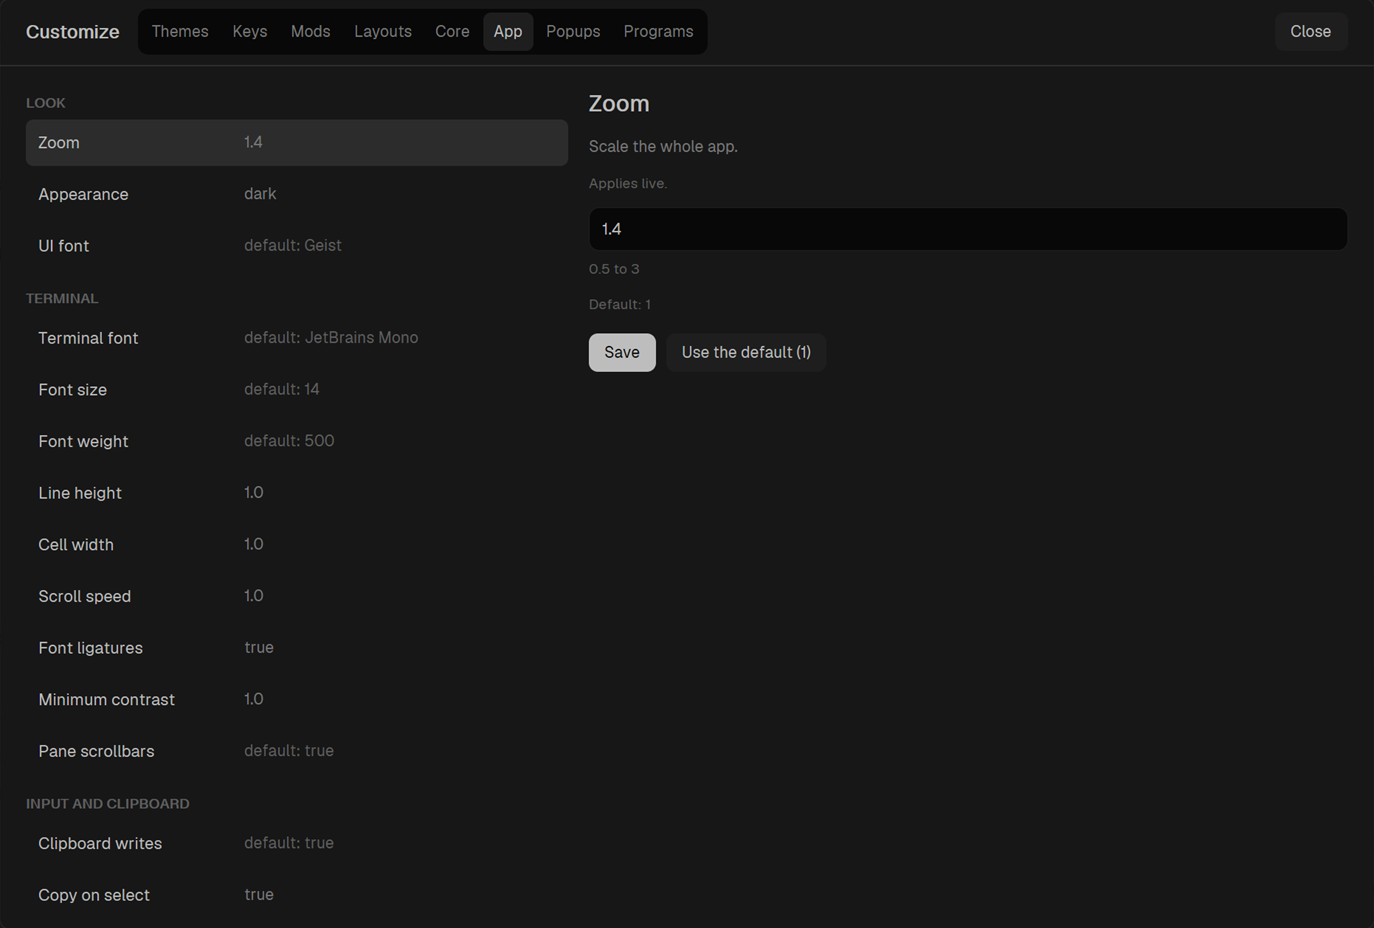 Customize Themes Keys Mods Layouts Core App Popups Programs Close
LOOK
Zoom 1.4
Appearance dark
UI font default: Geist
TERMINAL
Terminal font default: JetBrains Mono
Font size default: 14
Font weight default: 500
Line height 1.0
Cell width 1.0
Scroll speed 1.0
Font ligatures true
Minimum contrast 1.0
Pane scrollbars default: true
INPUT AND CLIPBOARD
Clipboard writes default: true
Copy on select true
Zoom
Scale the whole app.
Applies live.
1.4
0.5 to 3
Default: 1
Save Use the default (1)